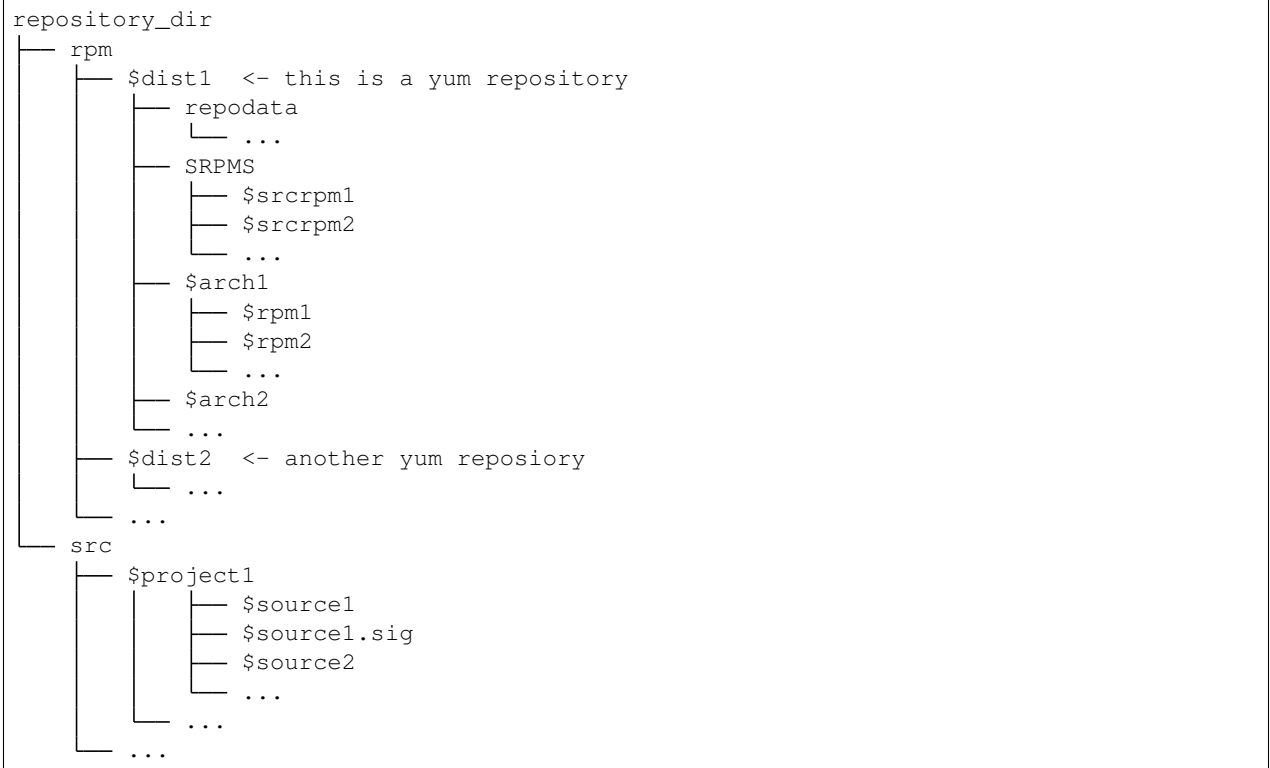 repository_dir
├── rpm
│   ├── $dist1  <- this is a yum repository
│   │   ├── repodata
│   │   │   └── ...
│   │   ├── SRPMS
│   │   │   ├── $srcrpm1
│   │   │   ├── $srcrpm2
│   │   │   └── ...
│   │   ├── $arch1
│   │   │   ├── $rpm1
│   │   │   ├── $rpm2
│   │   │   └── ...
│   │   ├── $arch2
│   │   └── ...
│   ├── $dist2  <- another yum reposiory
│   │   └── ...
│   └── ...
└── src
    ├── $project1
    │   │   ├── $source1
    │   │   ├── $source1.sig
    │   │   ├── $source2
    │   │   └── ...
    │   └── ...
    └── ...